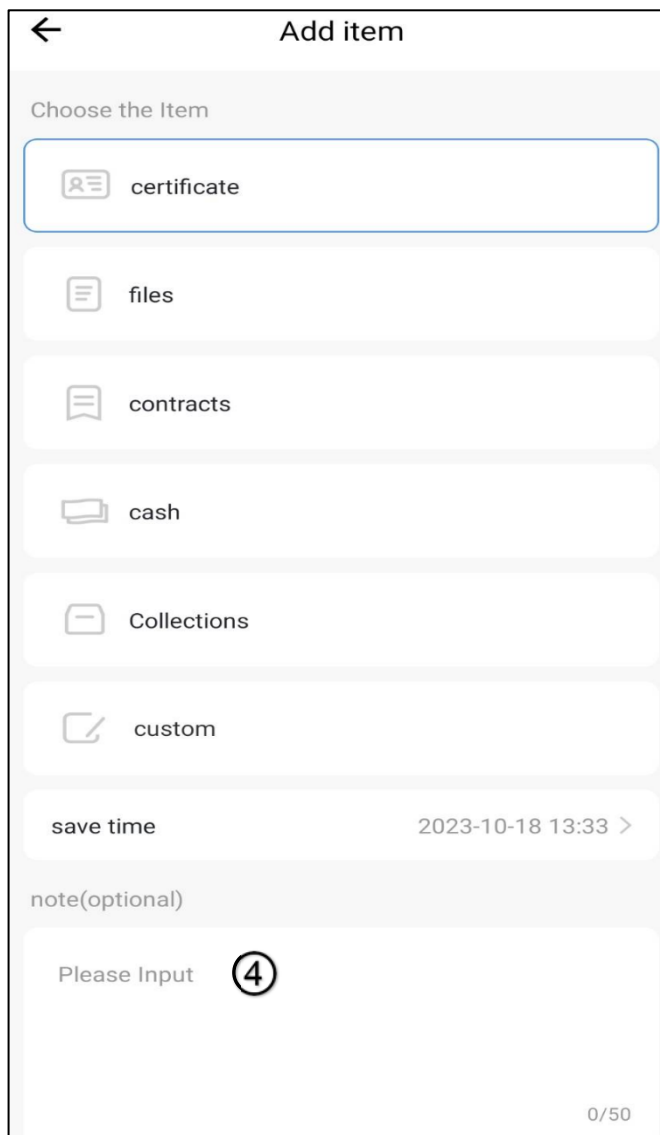 Add item
Choose the Item
certificate
files
contracts
cash
Collections
custom
save time 2023-10-18 13:33 >
note(optional)
Please Input ④
0/50